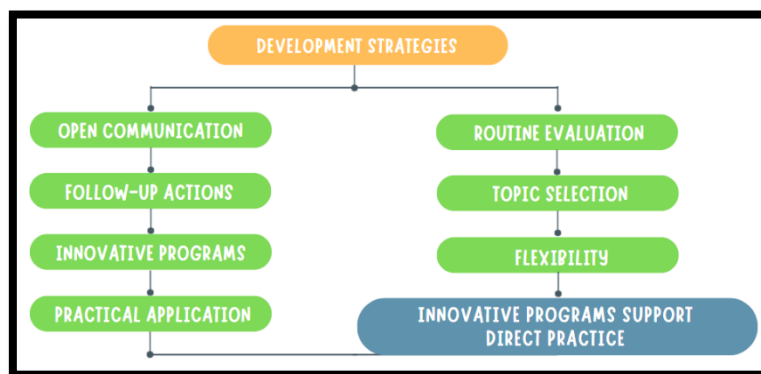 DEVELOPMENT STRATEGIES
OPEN COMMUNICATION
FOLLOW-UP ACTIONS
INNOVATIVE PROGRAMS
PRACTICAL APPLICATION
ROUTINE EVALUATION
TOPIC SELECTION
FLEXIBILITY
INNOVATIVE PROGRAMS SUPPORT
DIRECT PRACTICE